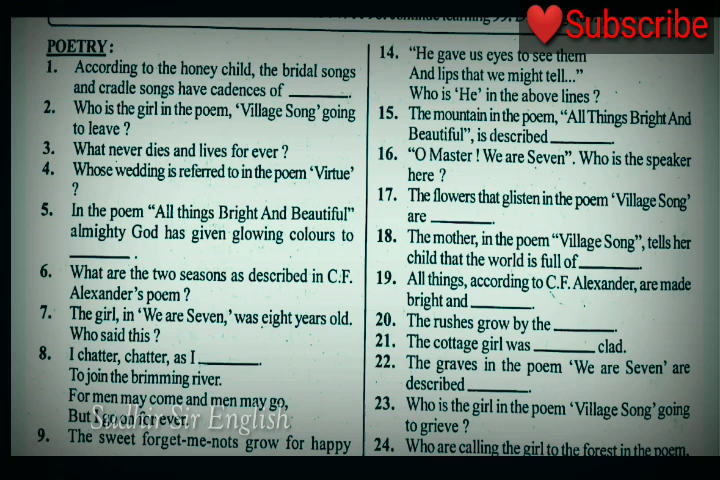 Subscribe
continue learning
POETRY :
1. According to the honey child, the bridal songs
and cradle songs have cadences of ________.
2. Who is the girl in the poem, ‘Village Song’ going
to leave ?
3. What never dies and lives for ever ?
4. Whose wedding is referred to in the poem ‘Virtue’
?
5. In the poem “All things Bright And Beautiful”
almighty God has given glowing colours to
________ .
6. What are the two seasons as described in C.F.
Alexander’s poem ?
7. The girl, in ‘We are Seven,’ was eight years old.
Who said this ?
8. I chatter, chatter, as I ________.
To join the brimming river.
For men may come and men may go,
But I go on for ever.
Sudhir Sir English
9. The sweet forget-me-nots grow for happy
14. “He gave us eyes to see them
And lips that we might tell...”
Who is ‘He’ in the above lines ?
15. The mountain in the poem, “All Things Bright And
Beautiful”, is described ________.
16. “O Master ! We are Seven”. Who is the speaker
here ?
17. The flowers that glisten in the poem ‘Village Song’
are ________.
18. The mother, in the poem “Village Song”, tells her
child that the world is full of ________.
19. All things, according to C.F. Alexander, are made
bright and ________.
20. The rushes grow by the ________.
21. The cottage girl was ________ clad.
22. The graves in the poem ‘We are Seven’ are
described ________.
23. Who is the girl in the poem ‘Village Song’ going
to grieve ?
24. Who are calling the girl to the forest in the poem,